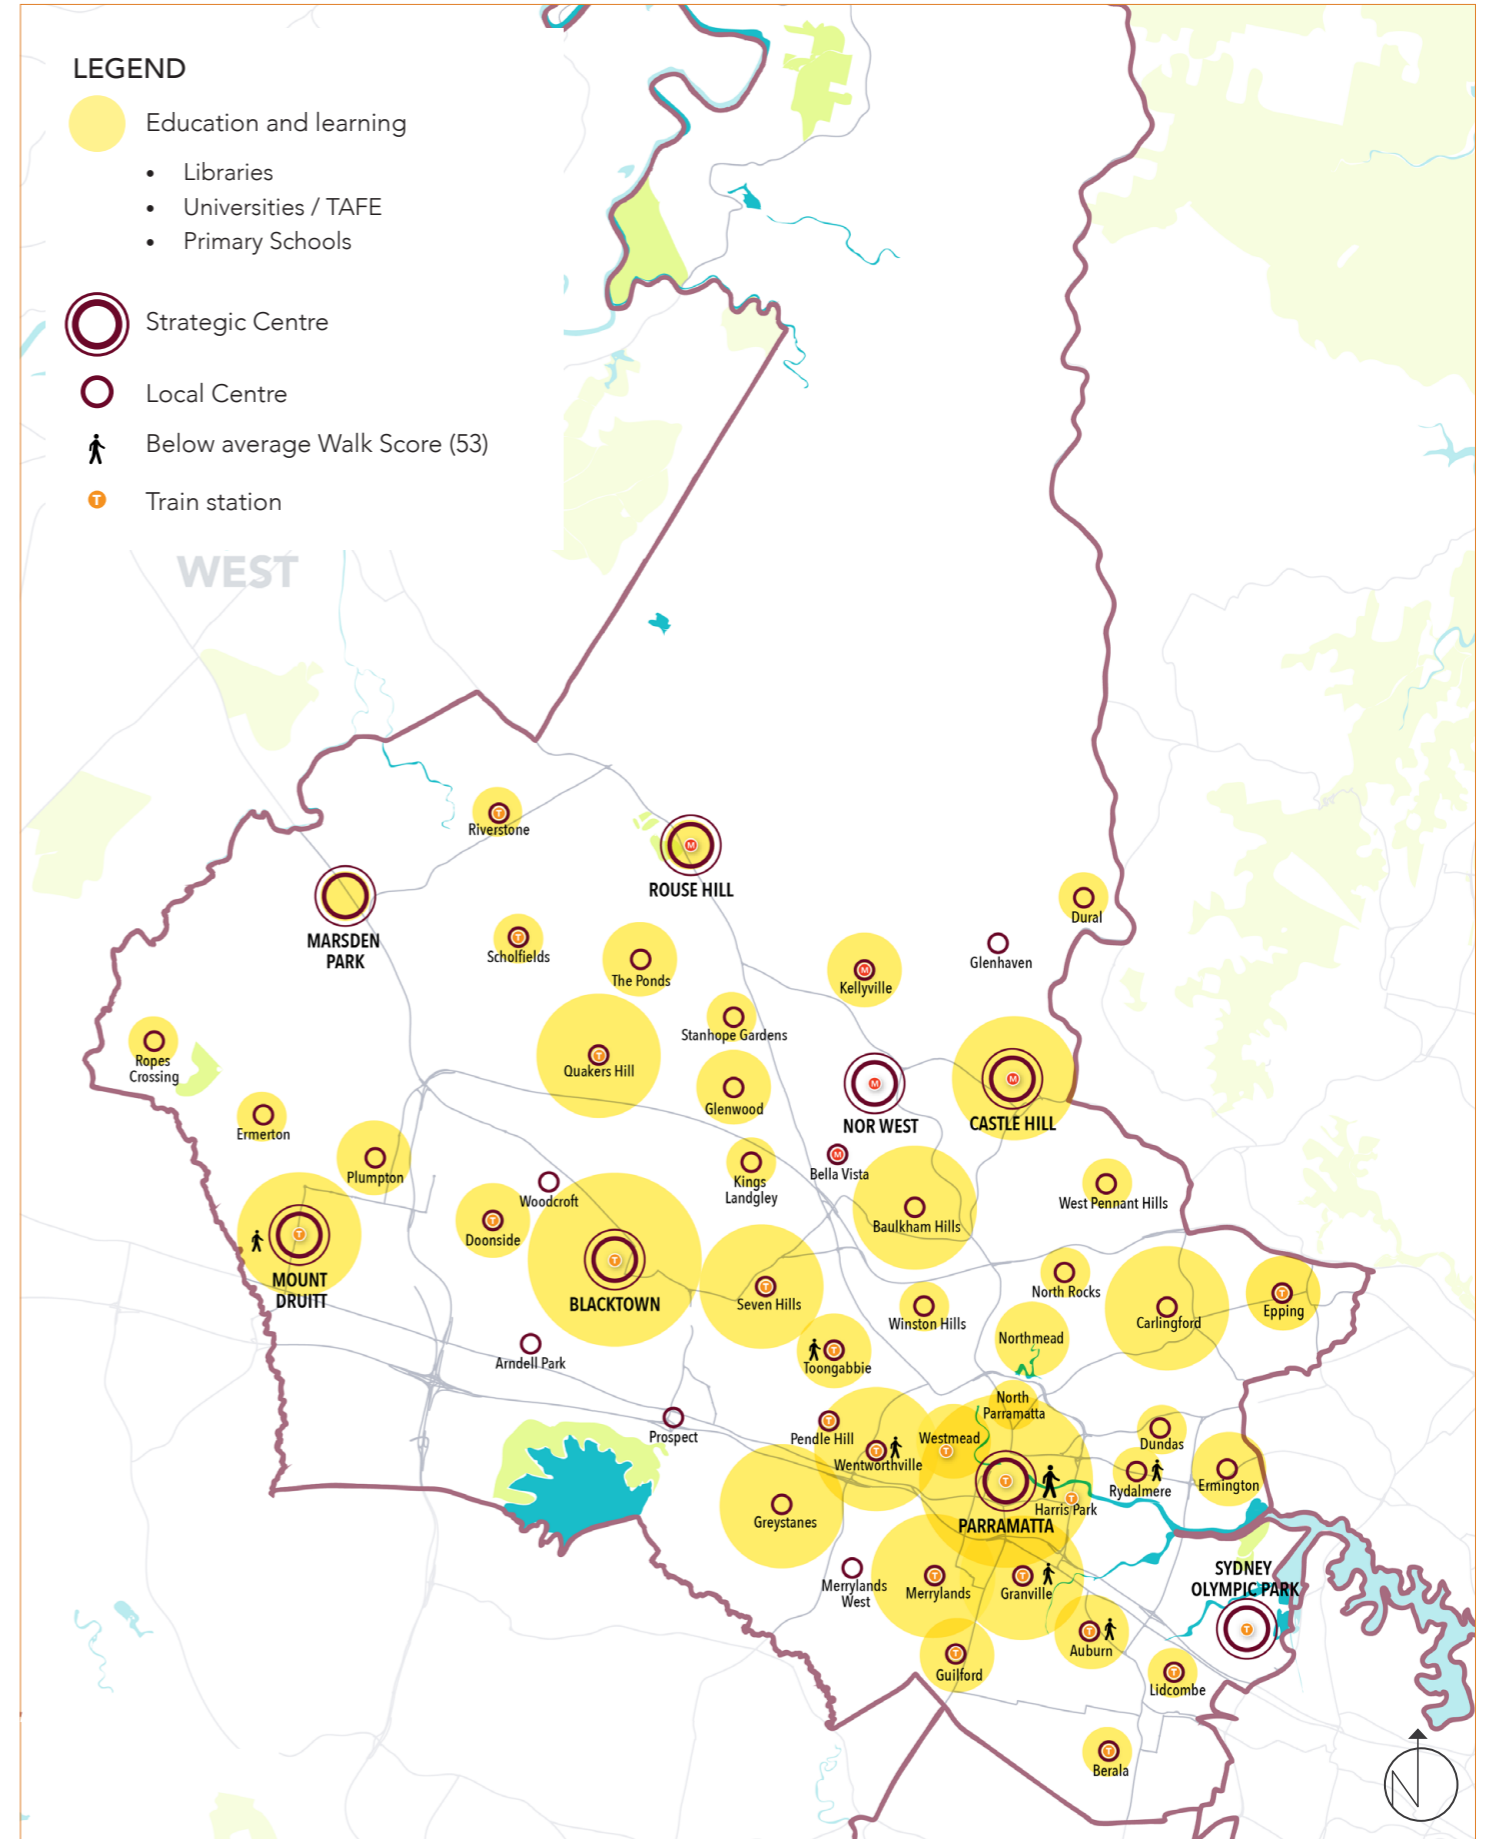 LEGEND
Education and learning
• Libraries
• Universities / TAFE
• Primary Schools
Strategic Centre
Local Centre
Below average Walk Score (53)
T
Train station
WEST
T
Riverstone
M
ROUSE HILL
MARSDEN
PARK
Dural
T
Scholfields
The Ponds
M
Kellyville
Glenhaven
Stanhope Gardens
Ropes
Crossing
T
Quakers Hill
Glenwood
M
NOR WEST
M
CASTLE HILL
Ermerton
Plumpton
Kings
Landgley
M
Bella Vista
West Pennant Hills
Woodcroft
T
Doonside
Baulkham Hills
T
MOUNT
DRUITT
T
BLACKTOWN
T
Seven Hills
North Rocks
Winston Hills
Carlingford
T
Epping
Northmead
Arndell Park
T
Toongabbie
North
Parramatta
Prospect
T
Pendle Hill
T
Wentworthville
Westmead
T
Dundas
T
PARRAMATTA
T
Harris Park
Rydalmere
Ermington
Greystanes
Merrylands
West
T
Merrylands
T
Granville
SYDNEY
OLYMPIC PARK
T
T
Auburn
T
Guilford
T
Lidcombe
T
Berala
N